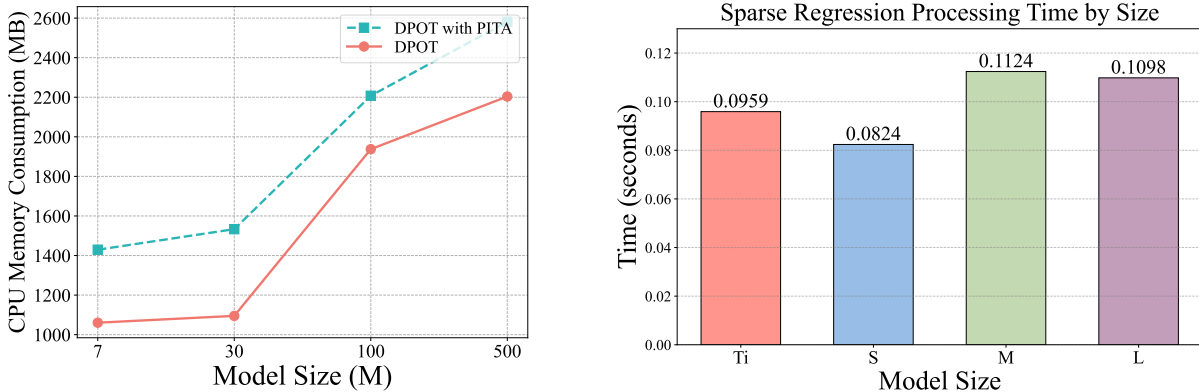 2600
2400
2200
2000
1800
1600
1400
1200
1000
CPU Memory Consumption (MB)
DPOT with PITA
DPOT
7
30
100
500
Model Size (M)
Sparse Regression Processing Time by Size
0.12
0.10
0.08
0.06
0.04
0.02
0.00
Time (seconds)
0.0959
0.0824
0.1124
0.1098
Ti
S
M
L
Model Size